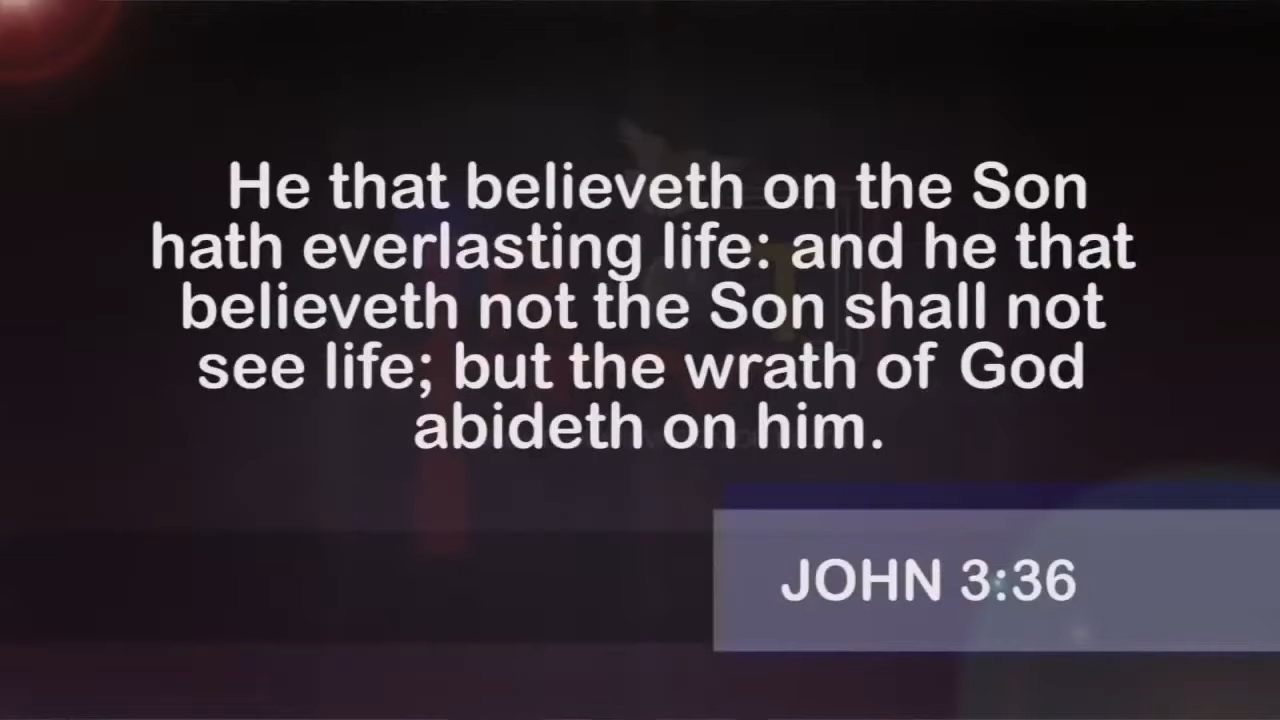 He that believeth on the Son
hath everlasting life: and he that
believeth not the Son shall not
see life; but the wrath of God
abideth on him.
JOHN 3:36